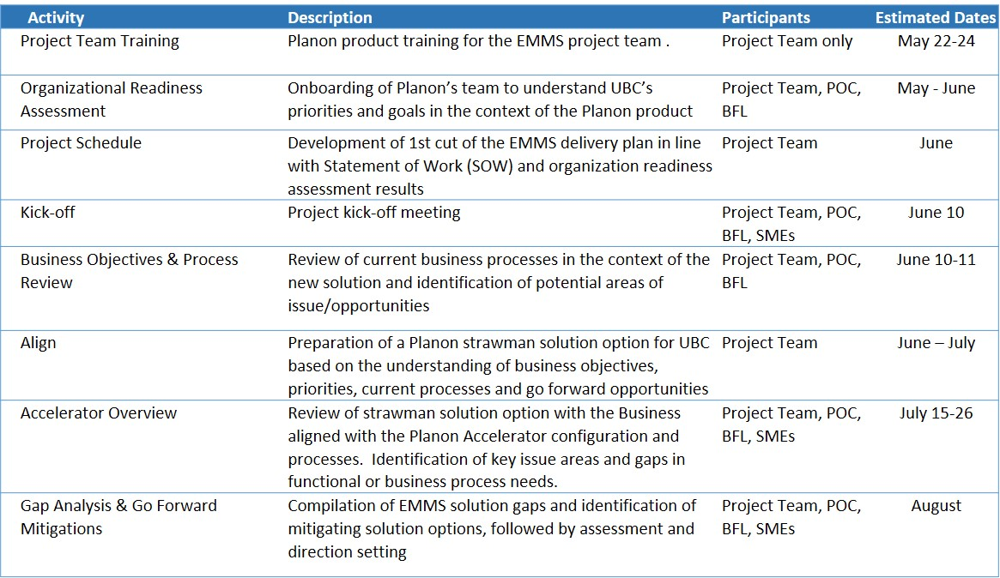 Activity Description Participants Estimated Dates
Project Team Training Planon product training for the EMMS project team . Project Team only May 22-24
Organizational Readiness Onboarding of Planon’s team to understand UBC’s Project Team, POC, May - June
Assessment priorities and goals in the context of the Planon product BFL
Project Schedule Development of 1st cut of the EMMS delivery plan in line Project Team June
with Statement of Work (SOW) and organization readiness
assessment results
Kick-off Project kick-off meeting Project Team, POC, June 10
BFL, SMEs
Business Objectives & Process Review of current business processes in the context of the Project Team, POC, June 10-11
Review new solution and identification of potential areas of BFL
issue/opportunities
Align Preparation of a Planon strawman solution option for UBC Project Team June – July
based on the understanding of business objectives,
priorities, current processes and go forward opportunities
Accelerator Overview Review of strawman solution option with the Business Project Team, POC, July 15-26
aligned with the Planon Accelerator configuration and BFL, SMEs
processes.  Identification of key issue areas and gaps in
functional or business process needs.
Gap Analysis & Go Forward Compilation of EMMS solution gaps and identification of Project Team, POC, August
Mitigations mitigating solution options, followed by assessment and BFL, SMEs
direction setting